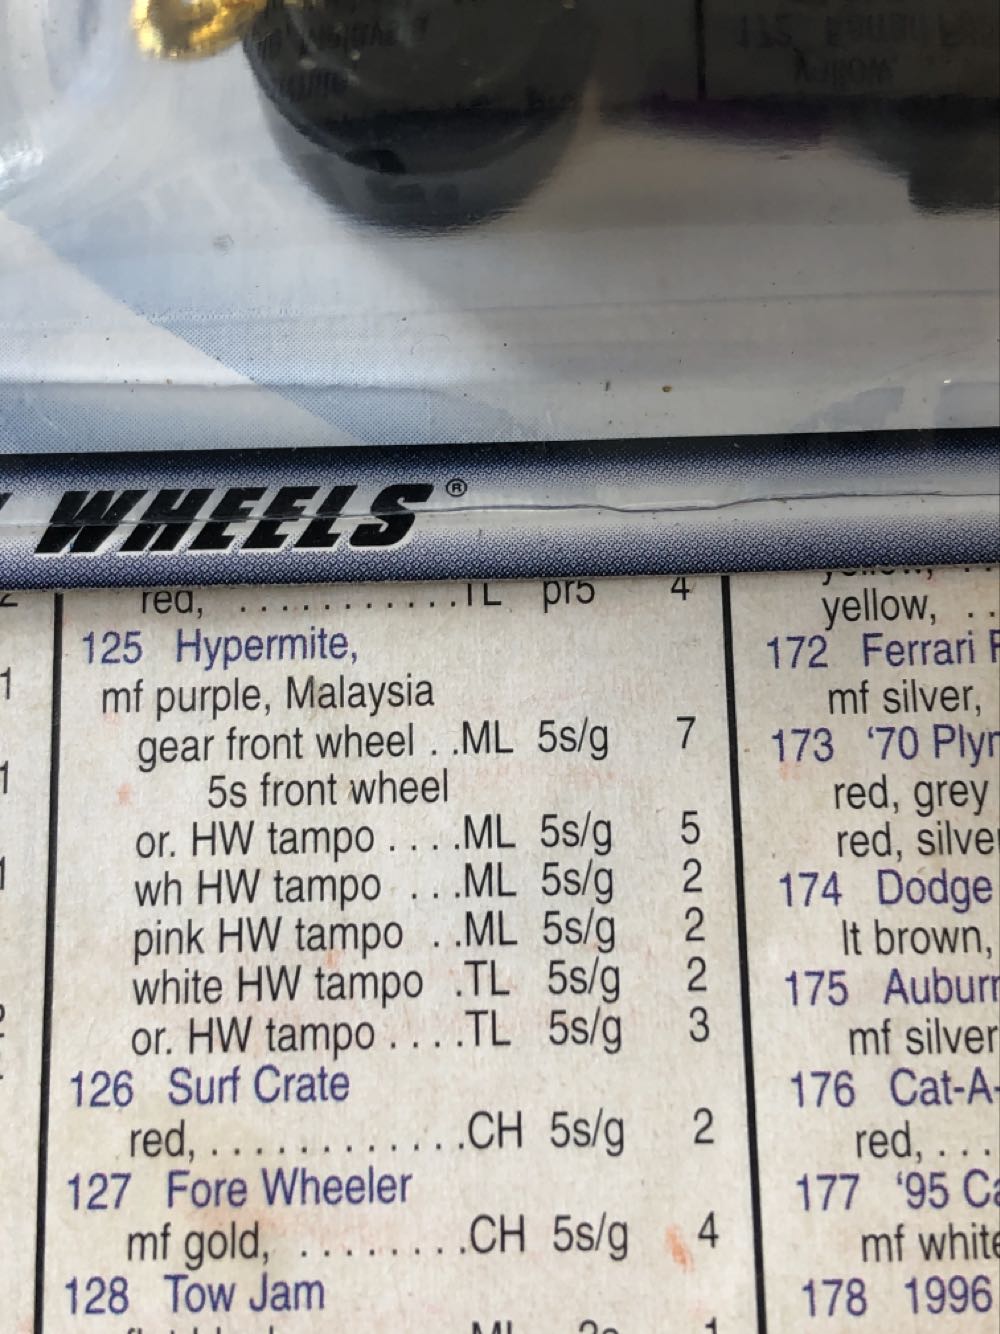 WHEELS®
red, ...........TL pr5 4
125 Hypermite,
mf purple, Malaysia
gear front wheel . .ML 5s/g 7
5s front wheel
or. HW tampo . . . .ML 5s/g 5
wh HW tampo . . .ML 5s/g 2
pink HW tampo . .ML 5s/g 2
white HW tampo .TL 5s/g 2
or. HW tampo . . . .TL 5s/g 3
126 Surf Crate
red,. . . . . . . . . . . . .CH 5s/g 2
127 Fore Wheeler
mf gold, . . . . . . . .CH 5s/g 4
128 Tow Jam
yellow, . .
172 Ferrari
mf silver,
173 '70
red, grey
red,
174 Dodge
lt brown,
175
mf silver
176 Cat-A-
red, . . .
177 '95
mf white
178 1996